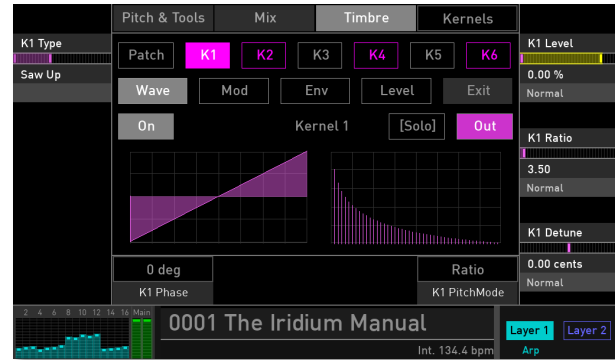 Pitch & Tools Mix Timbre Kernels
K1 Type
Saw Up
Patch K1 K2 K3 K4 K5 K6
Wave Mod Env Level Exit
On Kernel 1 [Solo] Out
K1 Level
0.00 %
Normal
K1 Ratio
3.50
Normal
K1 Detune
0.00 cents
Normal
0 deg
K1 Phase
Ratio
K1 PitchMode
2 4 6 8 10 12 14 16 Main
0001 The Iridium Manual
Int. 134.4 bpm
Layer 1 Layer 2
Arp